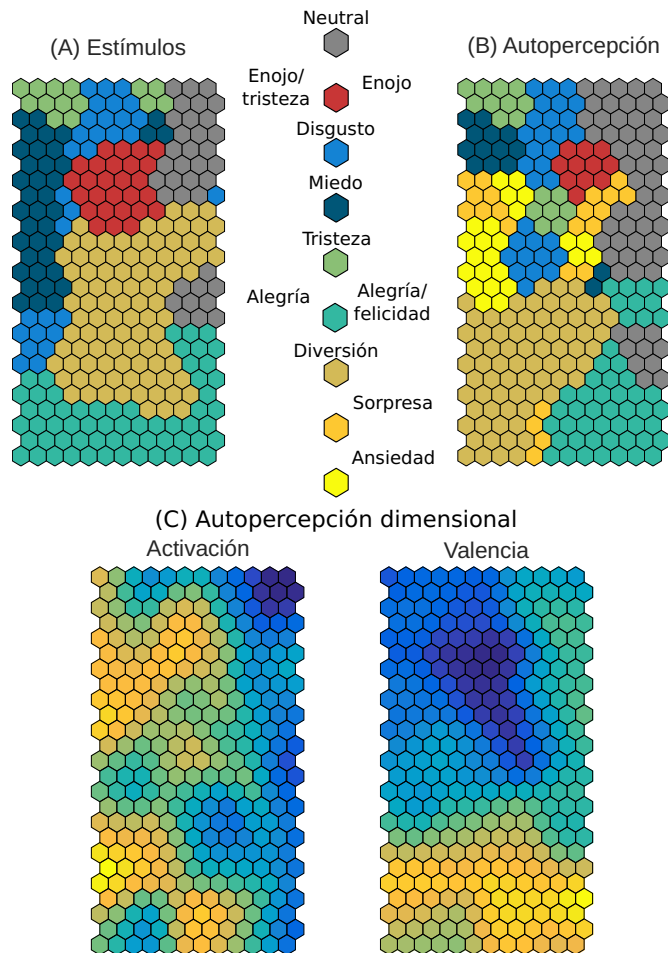 Neutral
(A) Estímulos
(B) Autopercepción
Enojo/
tristeza
Enojo
Disgusto
Miedo
Tristeza
Alegría
Alegría/
felicidad
Diversión
Sorpresa
Ansiedad
(C) Autopercepción dimensional
Activación
Valencia